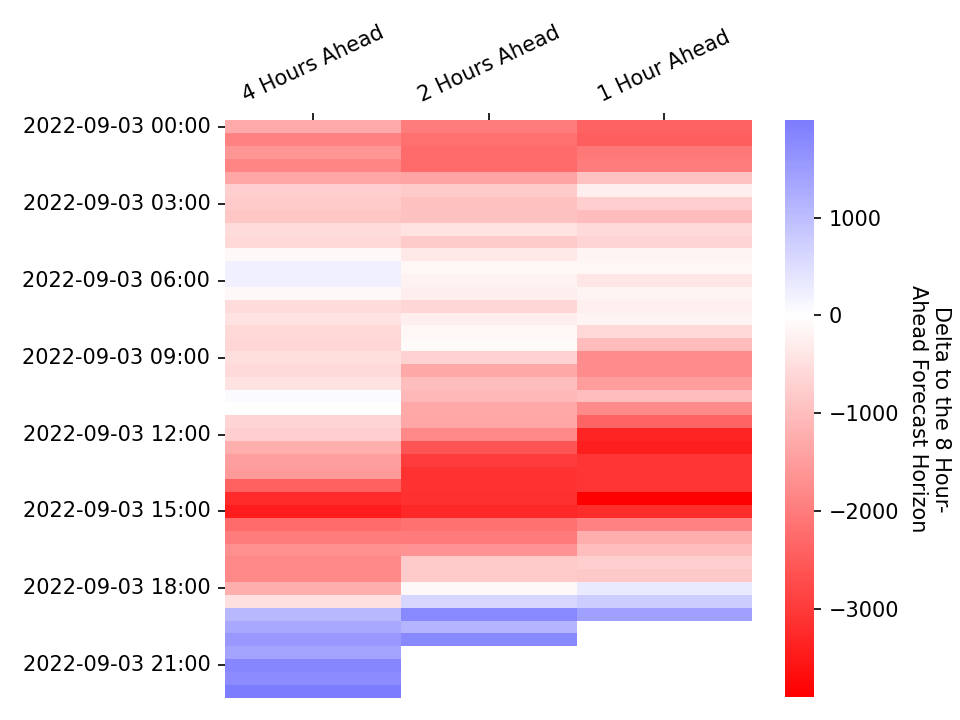 4 Hours Ahead
2 Hours Ahead
1 Hour Ahead
2022-09-03 00:00
2022-09-03 03:00
2022-09-03 06:00
2022-09-03 09:00
2022-09-03 12:00
2022-09-03 15:00
2022-09-03 18:00
2022-09-03 21:00
1000
0
−1000
−2000
−3000
Delta to the 8 Hour-
Ahead Forecast Horizon